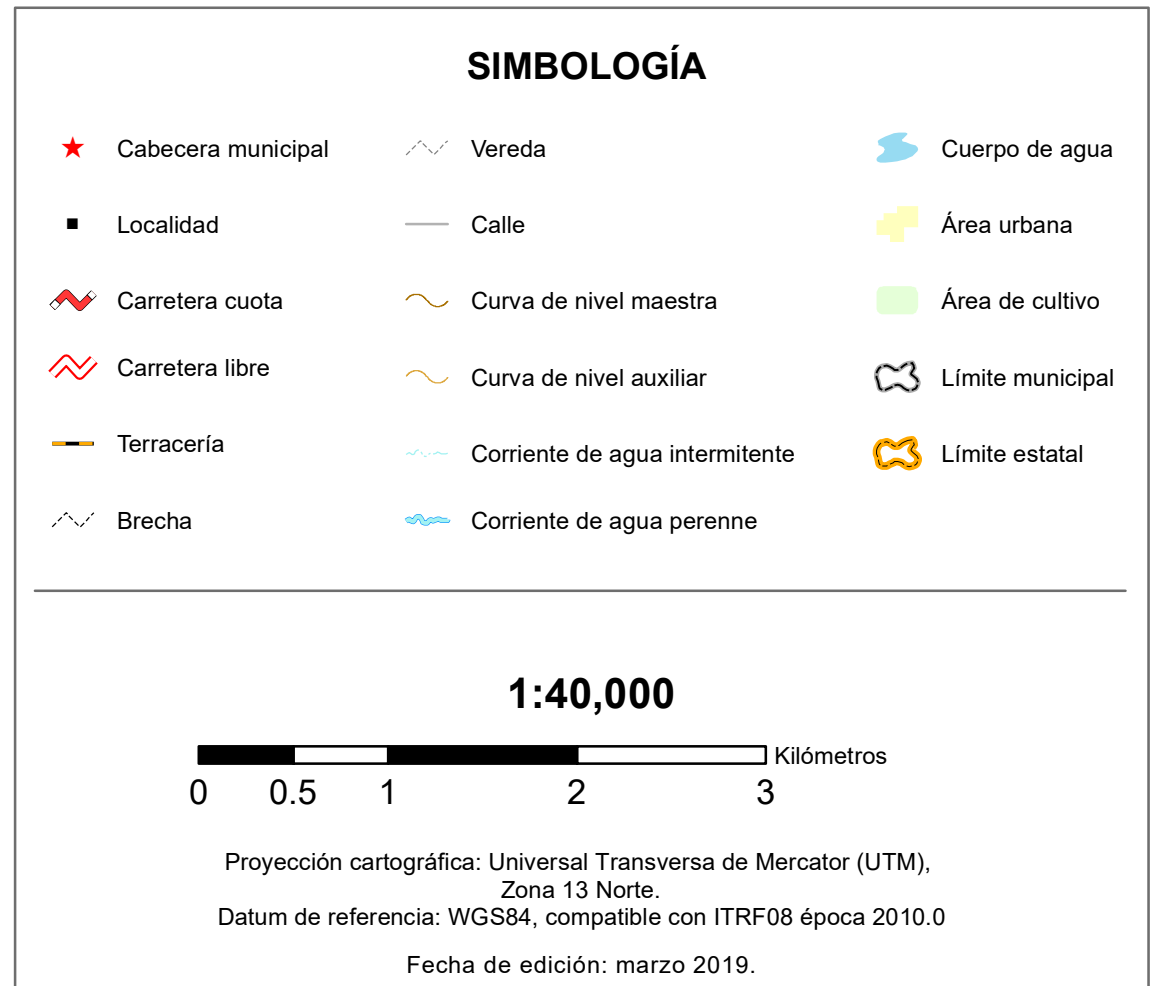 SIMBOLOGÍA
Cabecera municipal
Localidad
Carretera cuota
Carretera libre
Terracería
Brecha
Vereda
Calle
Curva de nivel maestra
Curva de nivel auxiliar
Corriente de agua intermitente
Corriente de agua perenne
Cuerpo de agua
Área urbana
Área de cultivo
Límite municipal
Límite estatal
1:40,000
Kilómetros
0 0.5 1 2 3
Proyección cartográfica: Universal Transversa de Mercator (UTM),
Zona 13 Norte.
Datum de referencia: WGS84, compatible con ITRF08 época 2010.0
Fecha de edición: marzo 2019.